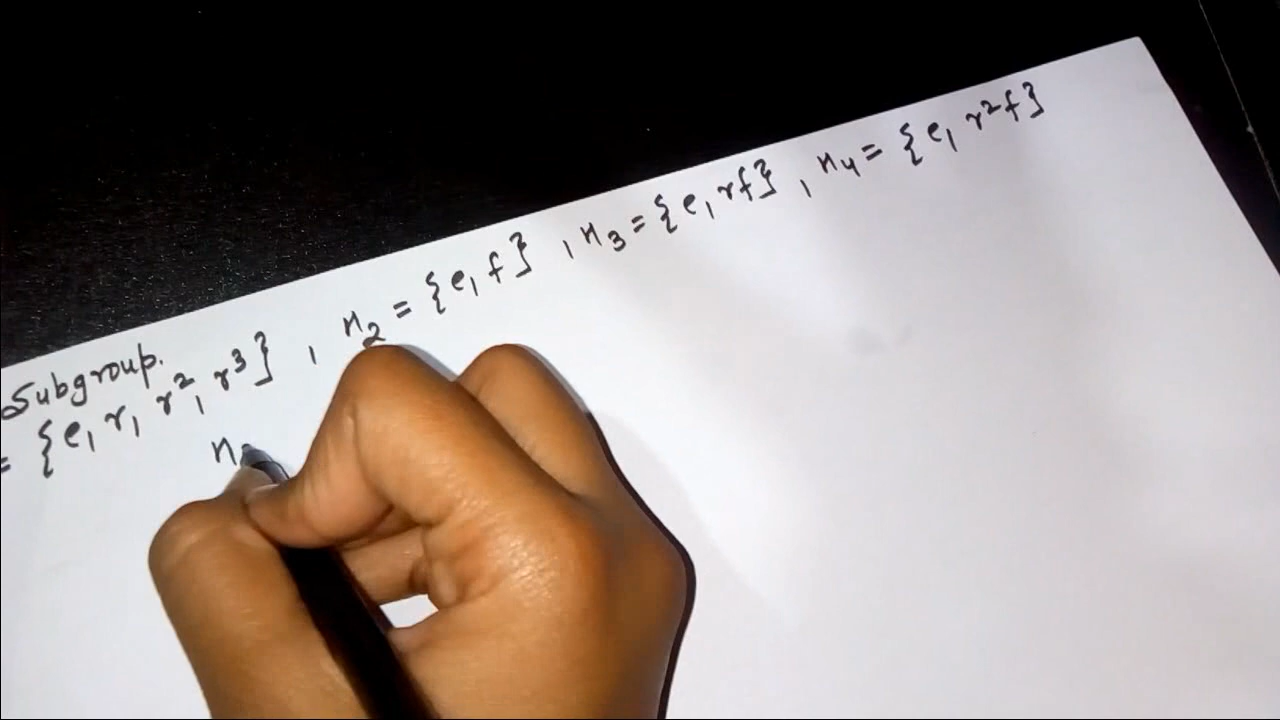 Subgroup.
= {e, r, r², r³} , H₂ = {e, f} , H₃ = {e, rf} , H₄ = {e, r²f}
H